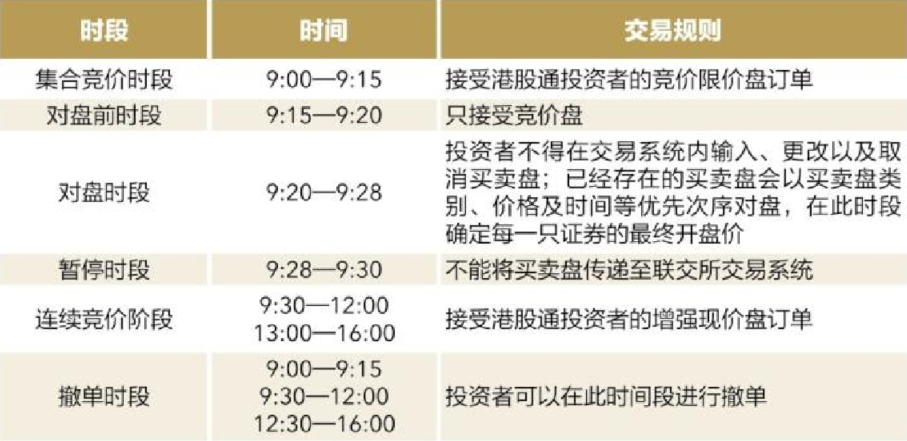 时段 时间 交易规则
集合竞价时段 9:00—9:15 接受港股通投资者的竞价限价盘订单
对盘前时段 9:15—9:20 只接受竞价盘
对盘时段 9:20—9:28 投资者不得在交易系统内输入、更改以及取
消买卖盘；已经存在的买卖盘会以买卖盘类
别、价格及时间等优先次序对盘，在此时段
确定每一只证券的最终开盘价
暂停时段 9:28—9:30 不能将买卖盘传递至联交所交易系统
连续竞价阶段 9:30—12:00 接受港股通投资者的增强现价盘订单
13:00—16:00
撤单时段 9:00—9:15 投资者可以在此时间段进行撤单
9:30—12:00
12:30—16:00